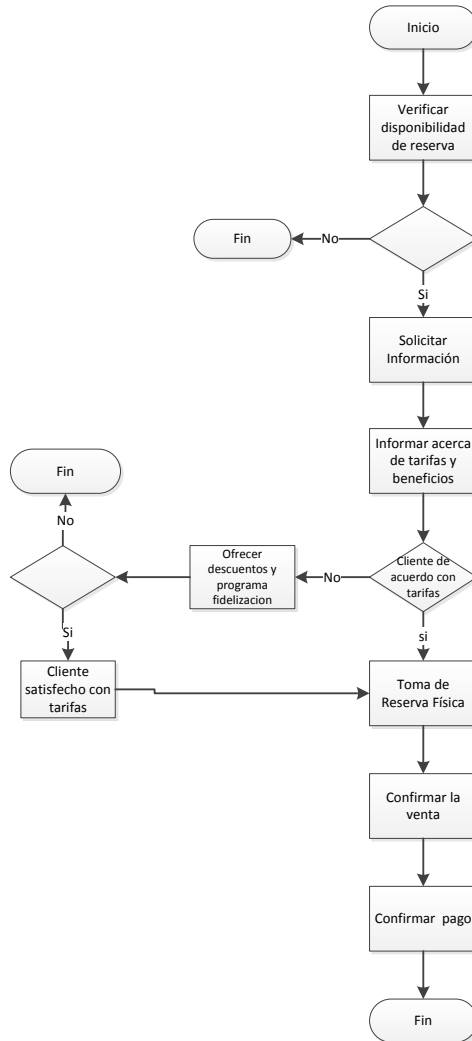 Inicio
Verificar
disponibilidad
de reserva
No
Fin
Si
Solicitar
Información
Informar acerca
de tarifas y
beneficios
Cliente de
acuerdo con
tarifas
No
Ofrecer
descuentos y
programa
fidelizacion
No
Fin
Si
Cliente
satisfecho con
tarifas
si
Toma de
Reserva Física
Confirmar la
venta
Confirmar pago
Fin